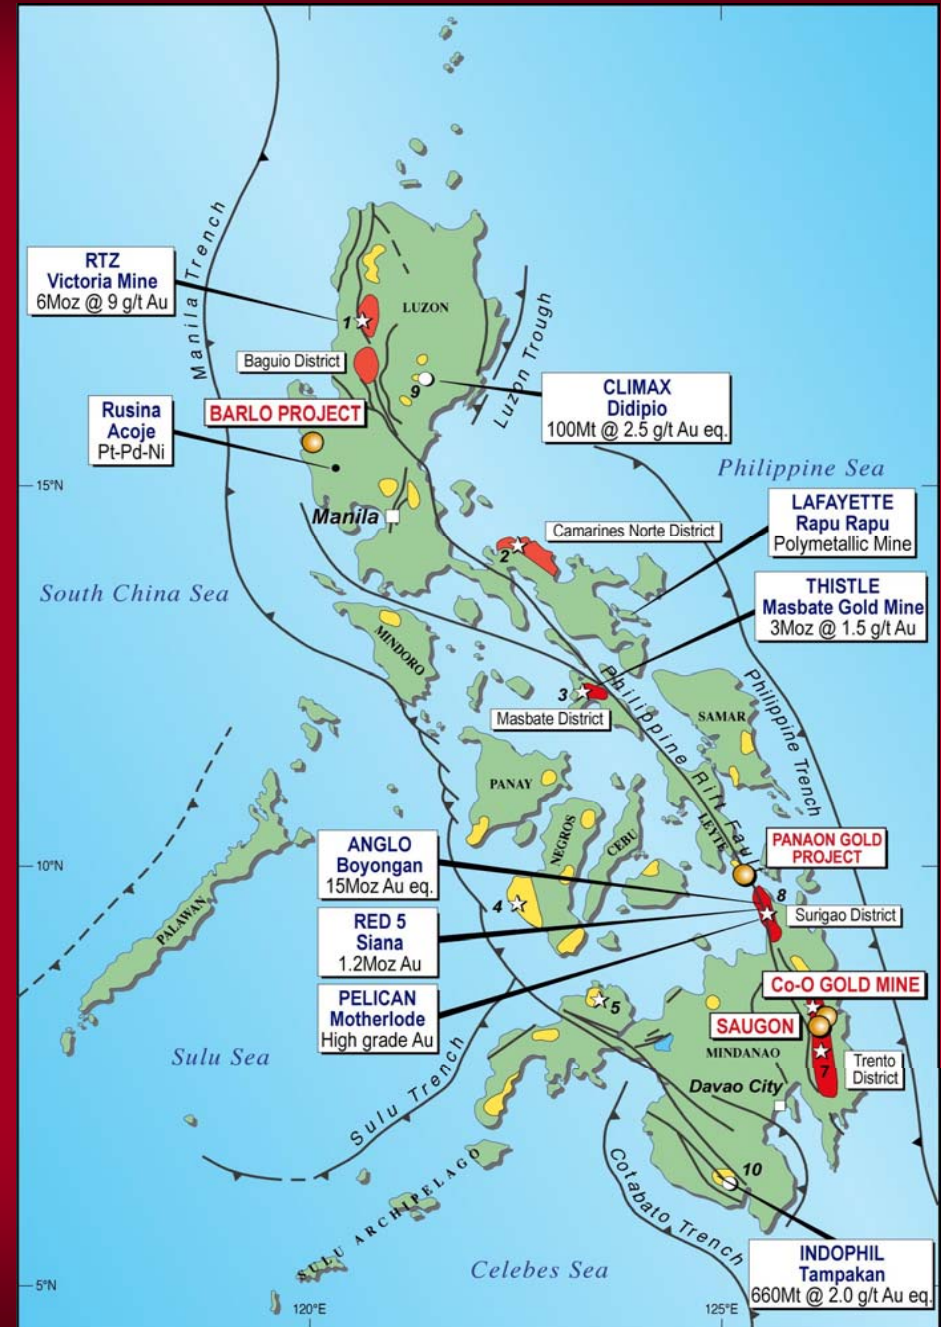 Manila Trench
RTZ
Victoria Mine
6Moz @ 9 g/t Au
1
LUZON
Luzon Trough
Baguio District
9
CLIMAX
Didipio
100Mt @ 2.5 g/t Au eq.
Rusina
Acoje
Pt-Pd-Ni
BARLO PROJECT
Philippine Sea
15°N
Manila
LAFAYETTE
Rapu Rapu
Polymetallic Mine
2
Camarines Norte District
South China Sea
THISTLE
Masbate Gold Mine
3Moz @ 1.5 g/t Au
MINDORO
3
Masbate District
Philippine Rift Fault
SAMAR
Philippine Trench
PANAY
NEGROS
CEBU
LEYTE
PANAON GOLD
PROJECT
ANGLO
Boyongan
15Moz Au eq.
10°N
PALAWAN
4
8
Surigao District
RED 5
Siana
1.2Moz Au
PELICAN
Motherlode
High grade Au
Co-O GOLD MINE
5
SAUGON
MINDANAO
Sulu Sea
Sulu Trench
7
Trento
District
Davao City
Cotabato Trench
10
SULU ARCHIPELAGO
Celebes Sea
INDOPHIL
Tampakan
660Mt @ 2.0 g/t Au eq.
5°N
120°E
125°E